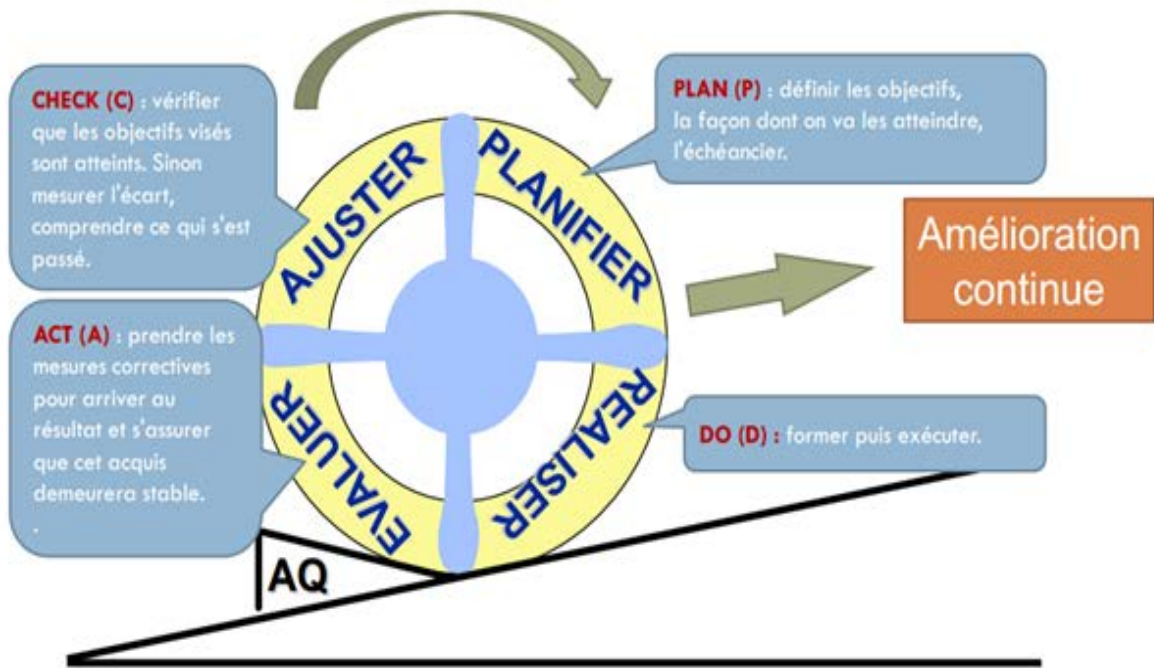 CHECK (C) : vérifier
que les objectifs visés
sont atteints. Sinon
mesurer l'écart,
comprendre ce qui s'est
passé.
ACT (A) : prendre les
mesures correctives
pour arriver au
résultat et s'assurer
que cet acquis
demeurera stable.
.
AJUSTER
PLANIFIER
EVALUER
REALISER
PLAN (P) : définir les objectifs,
la façon dont on va les atteindre,
l'échéancier.
Amélioration
continue
DO (D) : former puis exécuter.
AQ